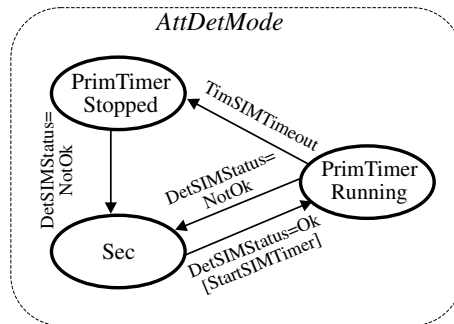 AttDetMode
PrimTimer
Stopped
TimSIMTimeout
DetSIMStatus=
NotOk
DetSIMStatus=
NotOk
PrimTimer
Running
Sec
DetSIMStatus=Ok
[StartSIMTimer]